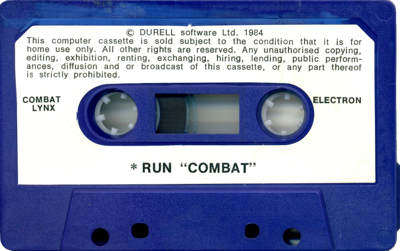 © DURELL software Ltd. 1984
This computer cassette is sold subject to the condition that it is for
home use only. All other rights are reserved. Any unauthorised copying,
editing, exhibition, renting, exchanging, hiring, lending, public perform-
ances, diffusion and or broadcast of this cassette, or any part thereof
is strictly prohibited.
COMBAT LYNX
ELECTRON
* RUN “COMBAT”